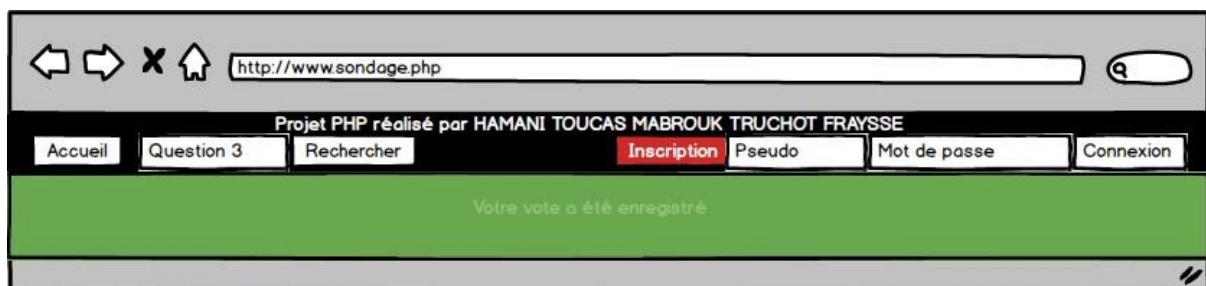 http://www.sondage.php
Projet PHP réalisé par HAMANI TOUCAS MABROUK TRUCHOT FRAYSSE
Accueil Question 3 Rechercher Inscription Pseudo Mot de passe Connexion
Votre vote a été enregistré